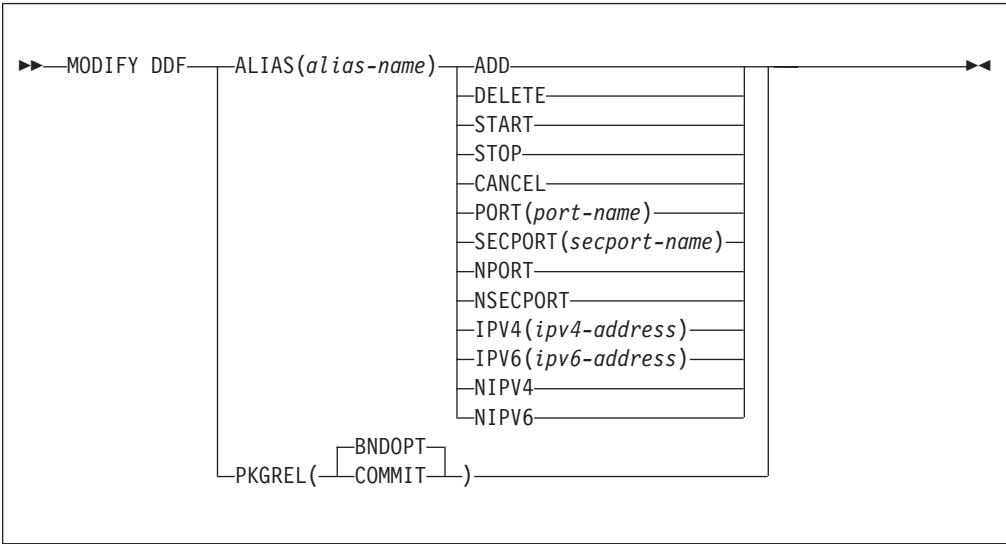 MODIFY DDF ALIAS(alias-name) ADD
DELETE
START
STOP
CANCEL
PORT(port-name)
SECPORT(secport-name)
NPORT
NSECPORT
IPV4(ipv4-address)
IPV6(ipv6-address)
NIPV4
NIPV6
BNDOPT
PKGREL( COMMIT )